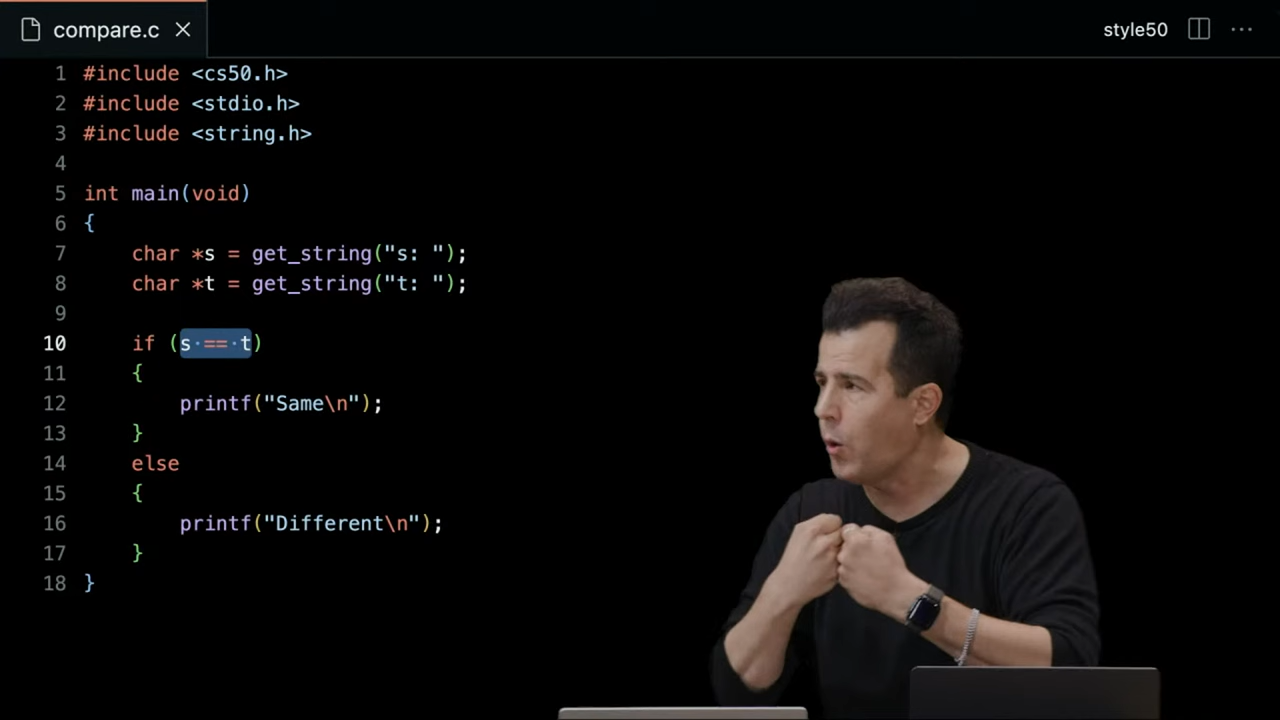 compare.c
style50
1 #include <cs50.h>
2 #include <stdio.h>
3 #include <string.h>
4
5 int main(void)
6 {
7     char *s = get_string("s: ");
8     char *t = get_string("t: ");
9
10     if (s == t)
11     {
12         printf("Same\n");
13     }
14     else
15     {
16         printf("Different\n");
17     }
18 }